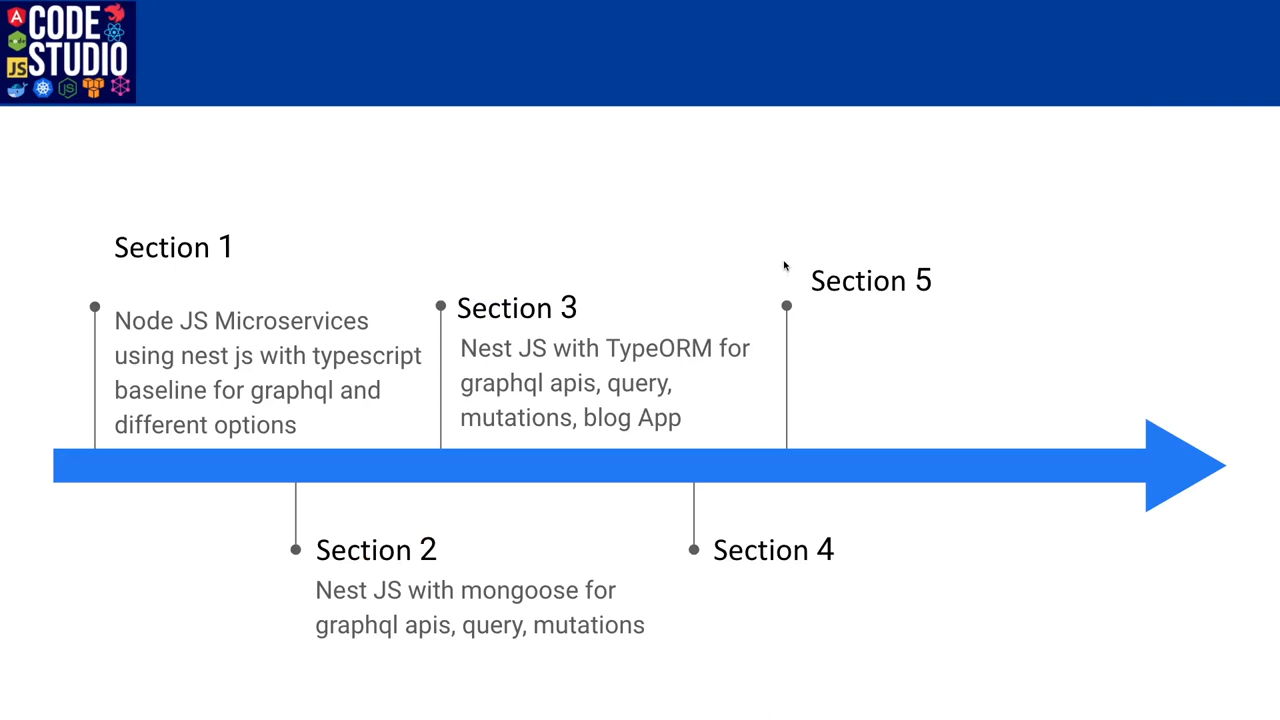 CODE
STUDIO
JS
Section 1
Node JS Microservices
using nest js with typescript
baseline for graphql and
different options
Section 3
Nest JS with TypeORM for
graphql apis, query,
mutations, blog App
Section 5
Section 2
Nest JS with mongoose for
graphql apis, query, mutations
Section 4